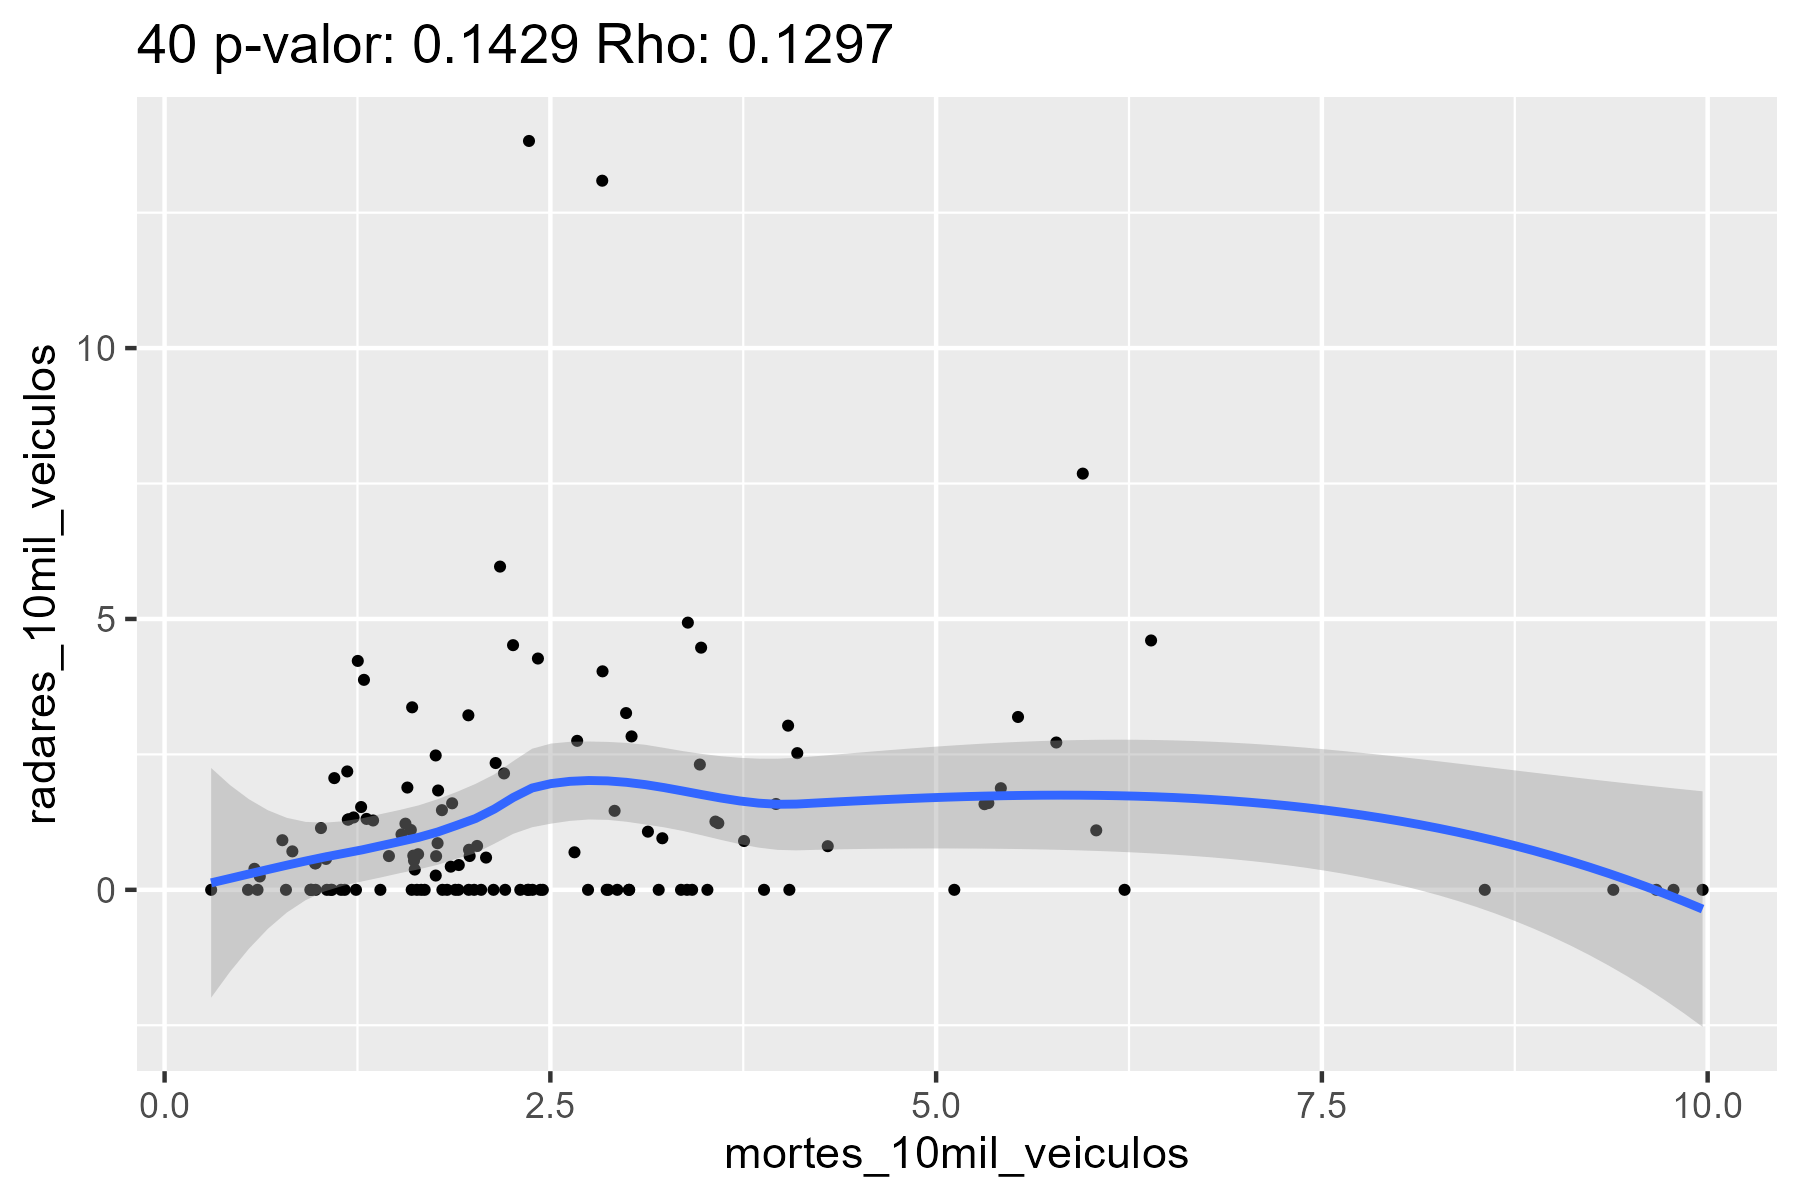 40 p-valor: 0.1429 Rho: 0.1297
radares_10mil_veiculos
10
5
0
0.0 2.5 5.0 7.5 10.0
mortes_10mil_veiculos